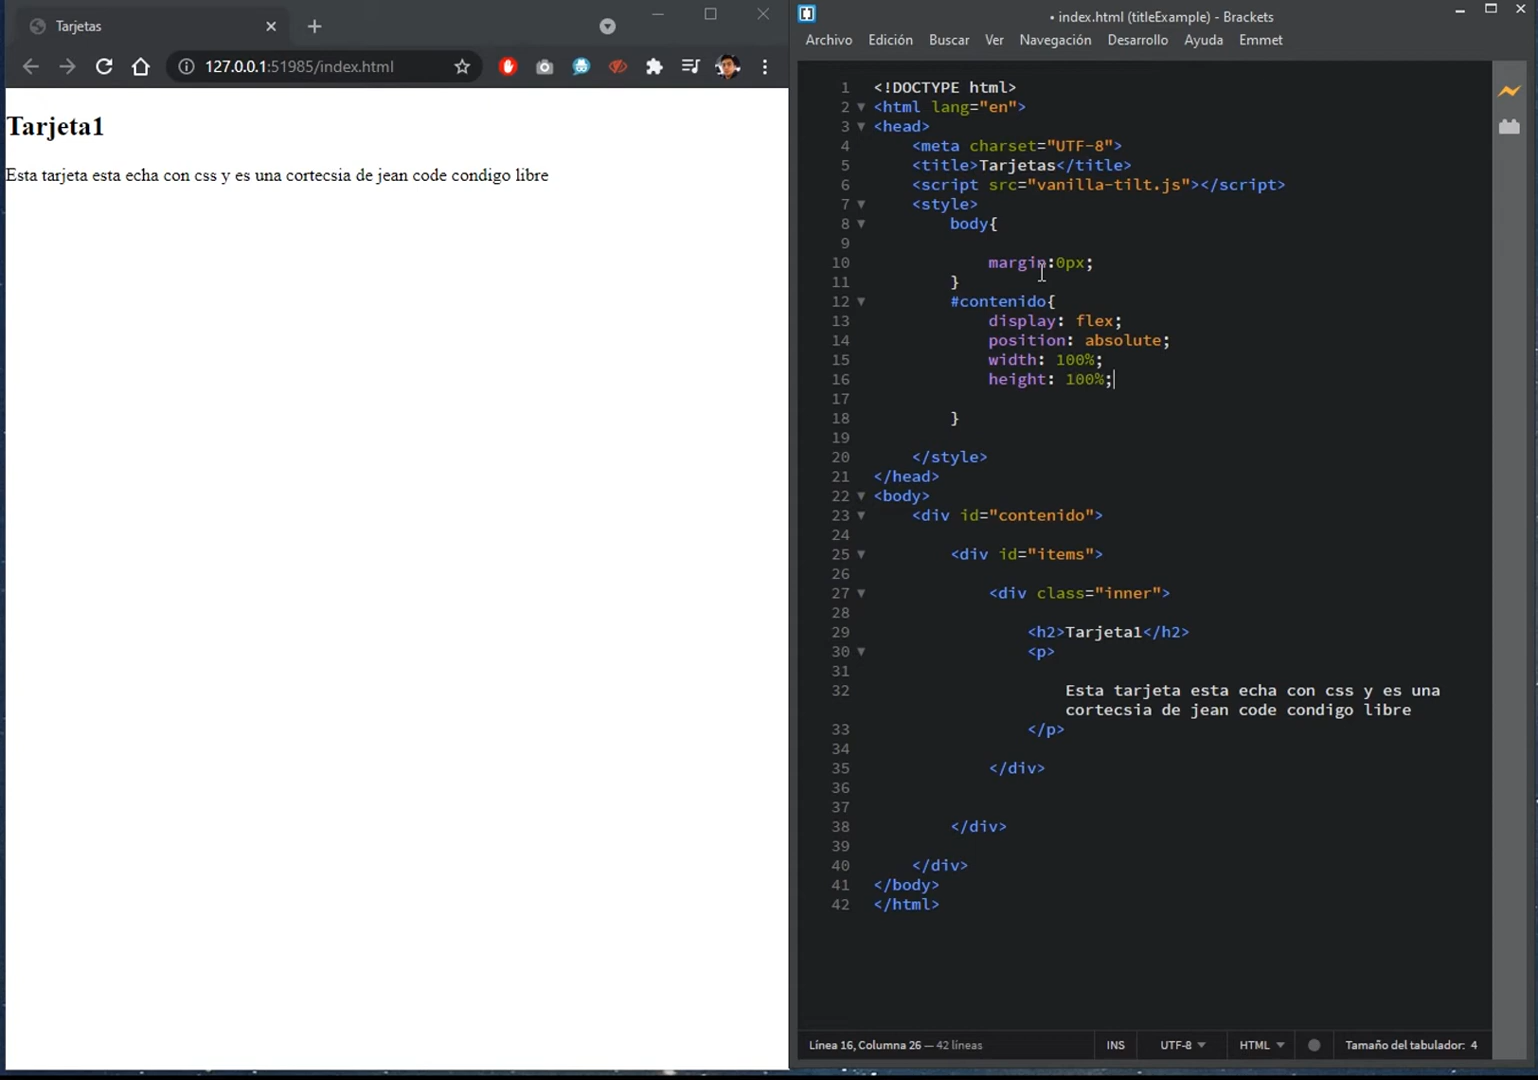 Tarjetas
127.0.0.1:51985/index.html
Tarjeta1
Esta tarjeta esta echa con css y es una cortecsia de jean code condigo libre
• index.html (titleExample) - Brackets
Archivo Edición Buscar Ver Navegación Desarrollo Ayuda Emmet
1 <!DOCTYPE html>
2 <html lang="en">
3 <head>
4 <meta charset="UTF-8">
5 <title>Tarjetas</title>
6 <script src="vanilla-tilt.js"></script>
7 <style>
8 body{
9
10 margin:0px;
11 }
12 #contenido{
13 display: flex;
14 position: absolute;
15 width: 100%;
16 height: 100%;
17
18 }
19
20 </style>
21 </head>
22 <body>
23 <div id="contenido">
24
25 <div id="items">
26
27 <div class="inner">
28
29 <h2>Tarjeta1</h2>
30 <p>
31
32 Esta tarjeta esta echa con css y es una
cortecsia de jean code condigo libre
33 </p>
34
35 </div>
36
37
38 </div>
39
40 </div>
41 </body>
42 </html>
Línea 16, Columna 26 — 42 líneas INS UTF-8 HTML Tamaño del tabulador: 4